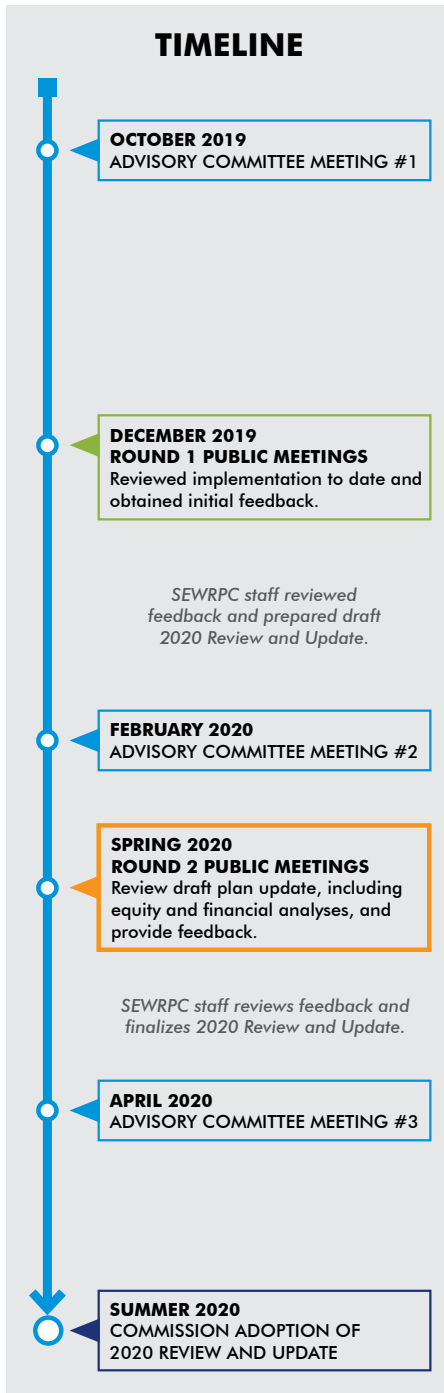 TIMELINE
OCTOBER 2019
ADVISORY COMMITTEE MEETING #1
DECEMBER 2019
ROUND 1 PUBLIC MEETINGS
Reviewed implementation to date and
obtained initial feedback.
SEWRPC staff reviewed
feedback and prepared draft
2020 Review and Update.
FEBRUARY 2020
ADVISORY COMMITTEE MEETING #2
SPRING 2020
ROUND 2 PUBLIC MEETINGS
Review draft plan update, including
equity and financial analyses, and
provide feedback.
SEWRPC staff reviews feedback and
finalizes 2020 Review and Update.
APRIL 2020
ADVISORY COMMITTEE MEETING #3
SUMMER 2020
COMMISSION ADOPTION OF
2020 REVIEW AND UPDATE